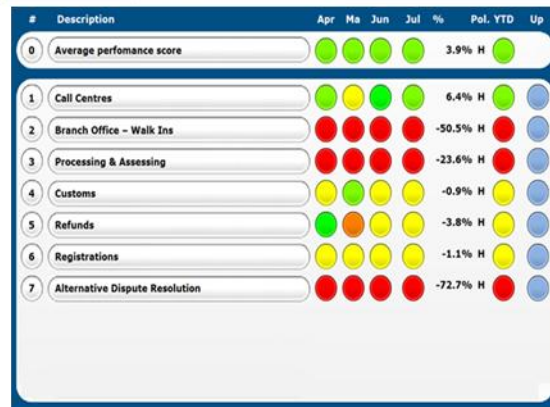 # Description Apr Ma Jun Jul % Pol. YTD Up
0 Average perfomance score 3.9% H
1 Call Centres 6.4% H
2 Branch Office – Walk Ins -50.5% H
3 Processing & Assessing -23.6% H
4 Customs -0.9% H
5 Refunds -3.8% H
6 Registrations -1.1% H
7 Alternative Dispute Resolution -72.7% H